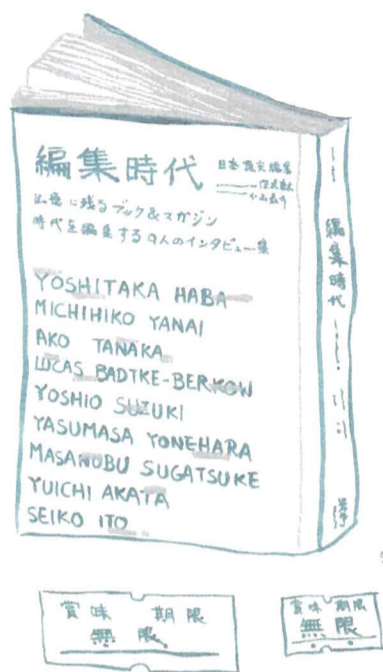 編集時代
記憶に残るブック&マガジン
時代を編集する9人のインタビュー集
YOSHITAKA HABA
MICHIHIKO YANAI
AKO TANAKA
LUCAS BADTKE-BERKOW
YOSHIO SUZUKI
YASUMASA YONEHARA
MASANOBU SUGATSUKE
YUICHI AKATA
SEIKO ITO
編集時代
賞味期限
無限
賞味期限
無限